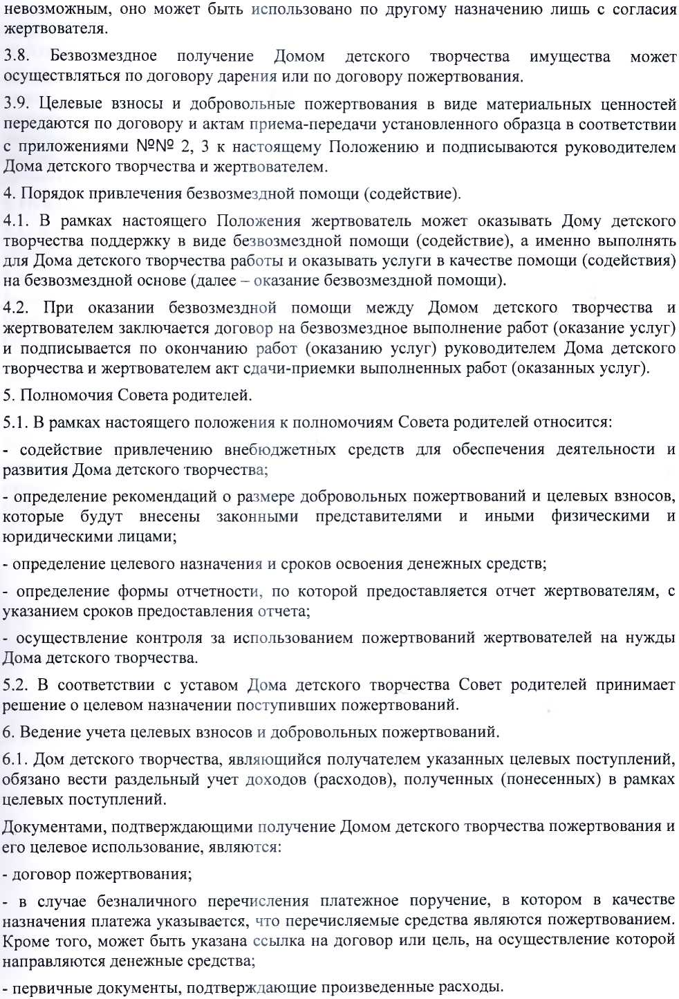 невозможным, оно может быть использовано по другому назначению лишь с согласия
жертвователя.
3.8. Безвозмездное получение Домом детского творчества имущества может
осуществляться по договору дарения или по договору пожертвования.
3.9. Целевые взносы и добровольные пожертвования в виде материальных ценностей
передаются по договору и актам приема-передачи установленного образца в соответствии
с приложениями №№ 2, 3 к настоящему Положению и подписываются руководителем
Дома детского творчества и жертвователем.
4. Порядок привлечения безвозмездной помощи (содействие).
4.1. В рамках настоящего Положения жертвователь может оказывать Дому детского
творчества поддержку в виде безвозмездной помощи (содействие), а именно выполнять
для Дома детского творчества работы и оказывать услуги в качестве помощи (содействия)
на безвозмездной основе (далее – оказание безвозмездной помощи).
4.2. При оказании безвозмездной помощи между Домом детского творчества и
жертвователем заключается договор на безвозмездное выполнение работ (оказание услуг)
и подписывается по окончанию работ (оказанию услуг) руководителем Дома детского
творчества и жертвователем акт сдачи-приемки выполненных работ (оказанных услуг).
5. Полномочия Совета родителей.
5.1. В рамках настоящего положения к полномочиям Совета родителей относится:
- содействие привлечению внебюджетных средств для обеспечения деятельности и
развития Дома детского творчества;
- определение рекомендаций о размере добровольных пожертвований и целевых взносов,
которые будут внесены законными представителями и иными физическими и
юридическими лицами;
- определение целевого назначения и сроков освоения денежных средств;
- определение формы отчетности, по которой предоставляется отчет жертвователям, с
указанием сроков предоставления отчета;
- осуществление контроля за использованием пожертвований жертвователей на нужды
Дома детского творчества.
5.2. В соответствии с уставом Дома детского творчества Совет родителей принимает
решение о целевом назначении поступивших пожертвований.
6. Ведение учета целевых взносов и добровольных пожертвований.
6.1. Дом детского творчества, являющийся получателем указанных целевых поступлений,
обязано вести раздельный учет доходов (расходов), полученных (понесенных) в рамках
целевых поступлений.
Документами, подтверждающими получение Домом детского творчества пожертвования и
его целевое использование, являются:
- договор пожертвования;
- в случае безналичного перечисления платежное поручение, в котором в качестве
назначения платежа указывается, что перечисляемые средства являются пожертвованием.
Кроме того, может быть указана ссылка на договор или цель, на осуществление которой
направляются денежные средства;
- первичные документы, подтверждающие произведенные расходы.